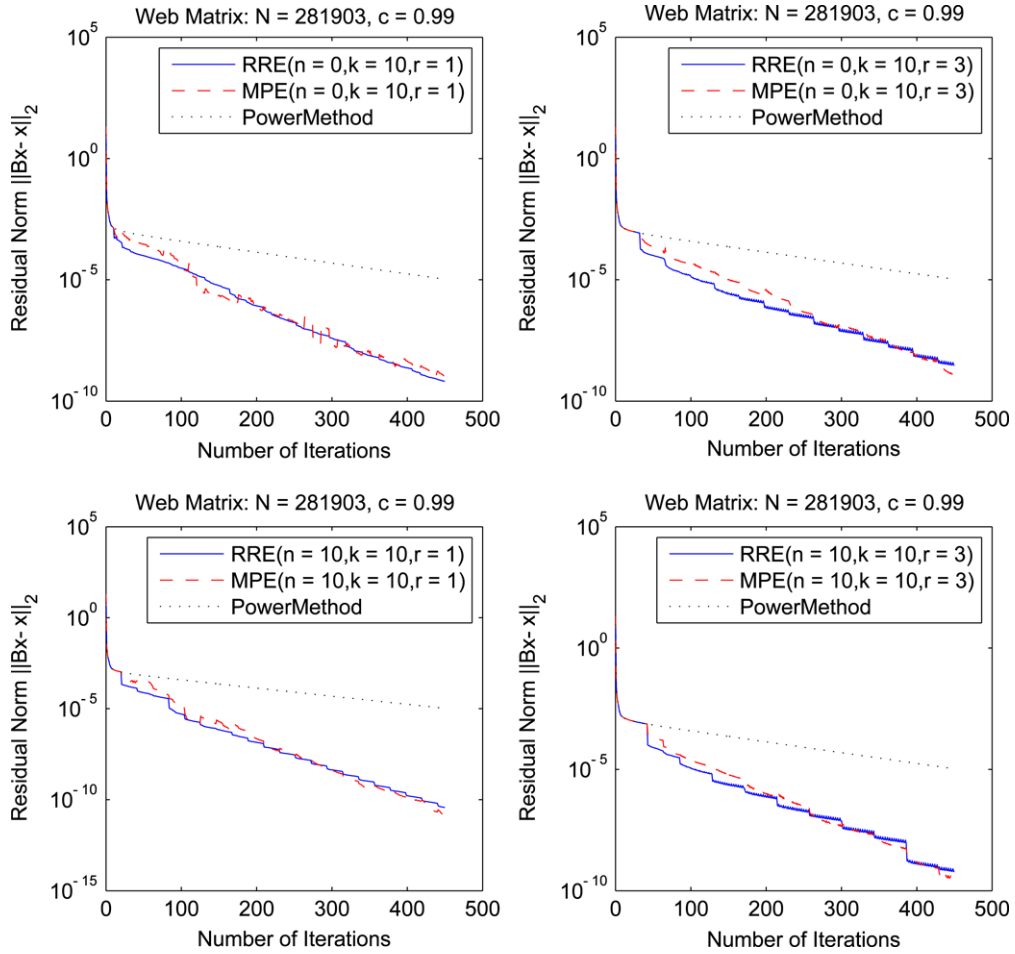 Web Matrix: N = 281903, c = 0.99
RRE(n = 0,k = 10,r = 1)
MPE(n = 0,k = 10,r = 1)
PowerMethod
10^5
10^0
10^-5
10^-10
Residual Norm ||Bx- x||_2
0 100 200 300 400 500
Number of Iterations
Web Matrix: N = 281903, c = 0.99
RRE(n = 0,k = 10,r = 3)
MPE(n = 0,k = 10,r = 3)
PowerMethod
10^5
10^0
10^-5
10^-10
Residual Norm ||Bx- x||_2
0 100 200 300 400 500
Number of Iterations
Web Matrix: N = 281903, c = 0.99
RRE(n = 10,k = 10,r = 1)
MPE(n = 10,k = 10,r = 1)
PowerMethod
10^5
10^0
10^-5
10^-10
10^-15
Residual Norm ||Bx- x||_2
0 100 200 300 400 500
Number of Iterations
Web Matrix: N = 281903, c = 0.99
RRE(n = 10,k = 10,r = 3)
MPE(n = 10,k = 10,r = 3)
PowerMethod
10^5
10^0
10^-5
10^-10
Residual Norm ||Bx- x||_2
0 100 200 300 400 500
Number of Iterations